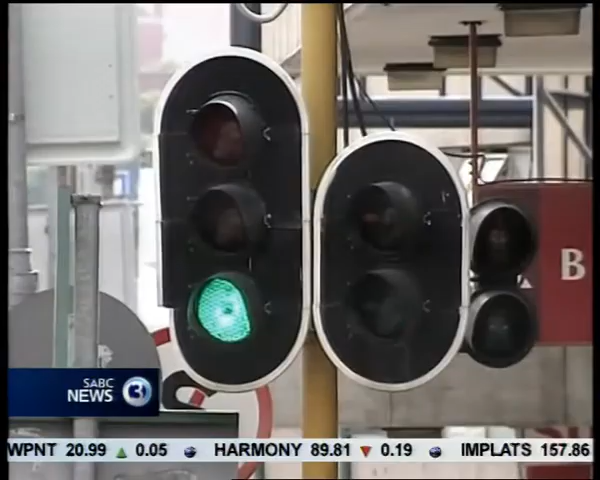 B
SABC
NEWS 3
WPNT 20.99 ▲ 0.05 HARMONY 89.81 ▼ 0.19 IMPLATS 157.86